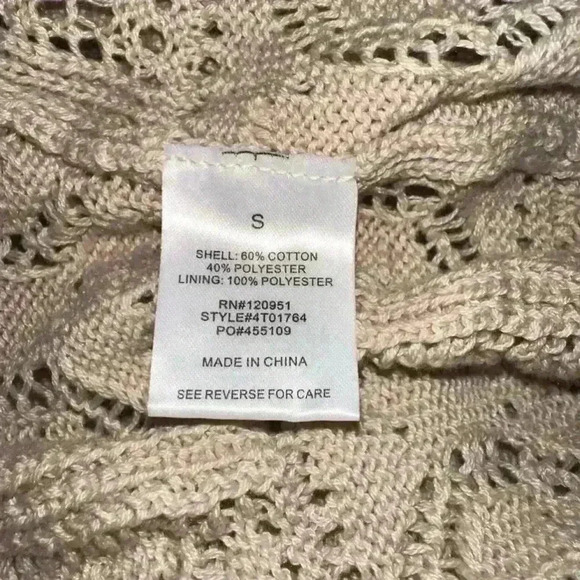 S
SHELL: 60% COTTON
40% POLYESTER
LINING: 100% POLYESTER
RN#120951
STYLE#4T01764
PO#455109
MADE IN CHINA
SEE REVERSE FOR CARE